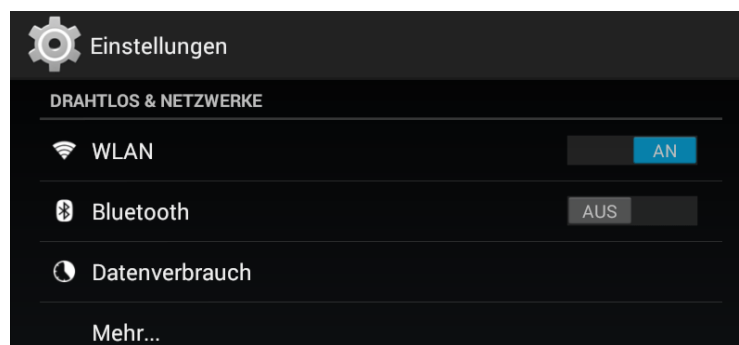 Einstellungen
DRAHTLOS & NETZWERKE
WLAN AN
Bluetooth AUS
Datenverbrauch
Mehr...